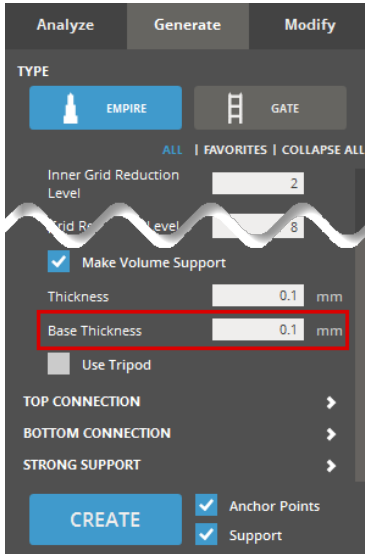 Analyze Generate Modify
TYPE
EMPIRE GATE
ALL | FAVORITES | COLLAPSE ALL
Inner Grid Reduction
Level
2
Level
8
Make Volume Support
Thickness 0.1 mm
Base Thickness 0.1 mm
Use Tripod
TOP CONNECTION
BOTTOM CONNECTION
STRONG SUPPORT
CREATE
Anchor Points
Support